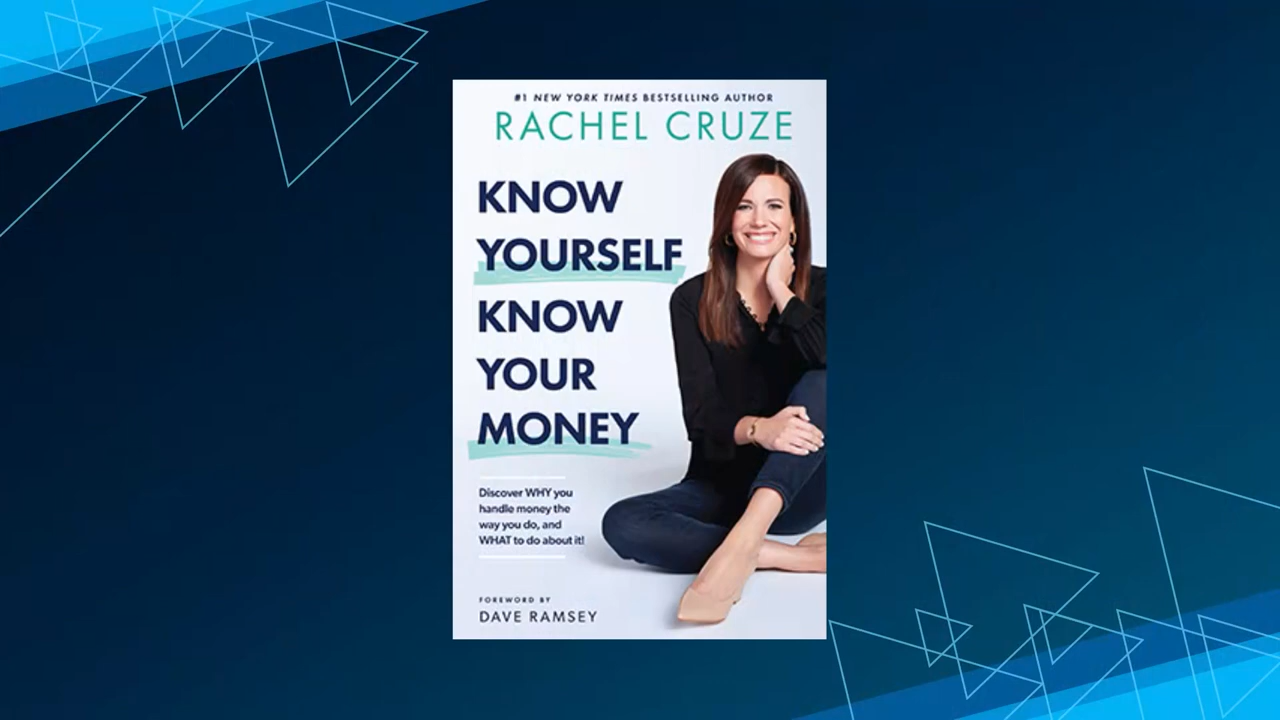 #1 NEW YORK TIMES BESTSELLING AUTHOR
RACHEL CRUZE
KNOW
YOURSELF
KNOW
YOUR
MONEY
Discover WHY you
handle money the
way you do, and
WHAT to do about it!
FOREWORD BY
DAVE RAMSEY